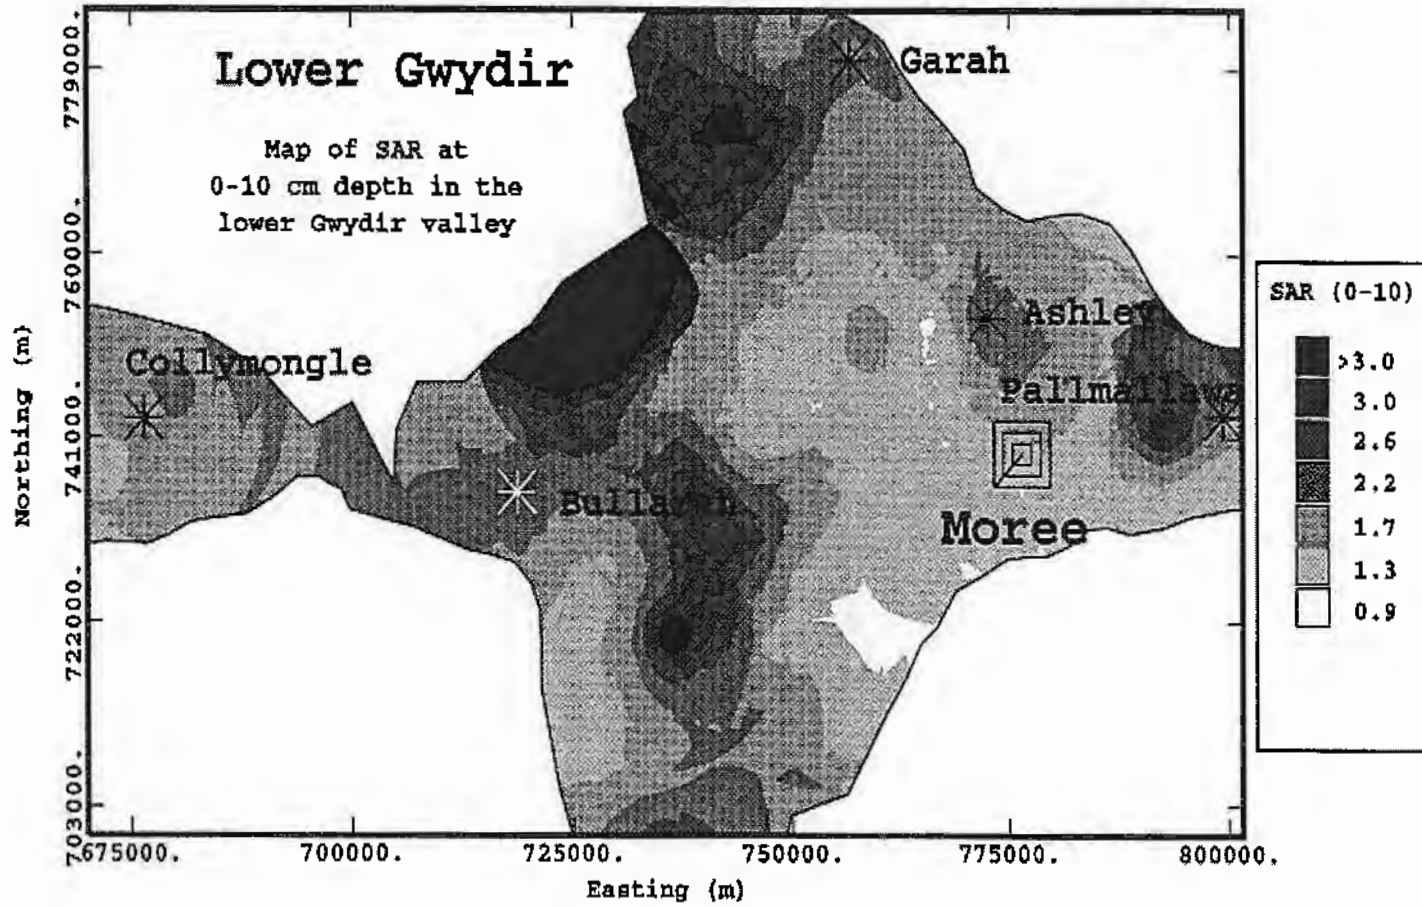 Lower Gwydir
Map of SAR at
0-10 cm depth in the
lower Gwydir valley
Garah
Ashley
Collymongle
Pallmallawa
Bullarah
Moree
Northing (m)
779000.
760000.
741000.
722000.
703000.
675000.
700000.
725000.
750000.
775000.
800000.
Easting (m)
SAR (0-10)
>3.0
3.0
2.6
2.2
1.7
1.3
0.9